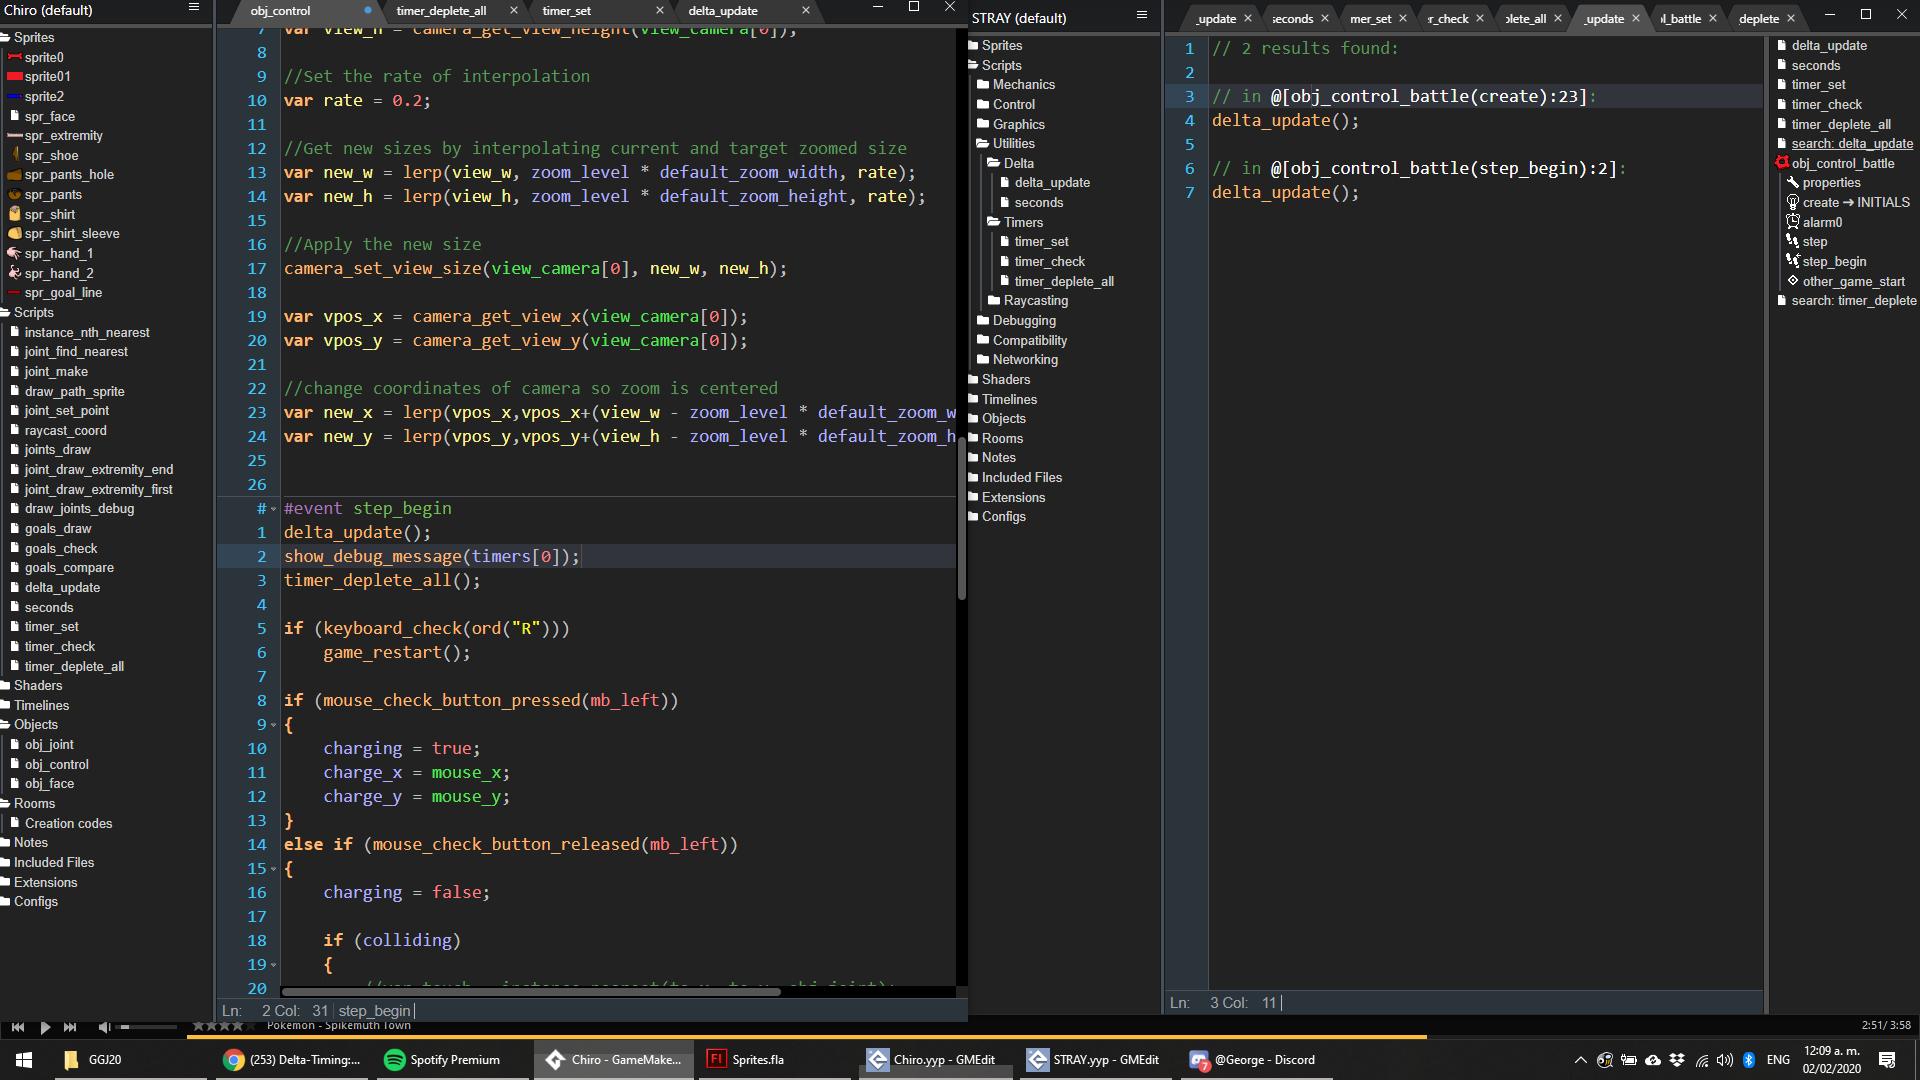 Chiro (default)
Sprites
sprite0
sprite01
sprite2
spr_face
spr_extremity
spr_shoe
spr_pants_hole
spr_pants
spr_shirt
spr_shirt_sleeve
spr_hand_1
spr_hand_2
spr_goal_line
Scripts
instance_nth_nearest
joint_find_nearest
joint_make
draw_path_sprite
joint_set_point
raycast_coord
joints_draw
joint_draw_extremity_end
joint_draw_extremity_first
draw_joints_debug
goals_draw
goals_check
goals_compare
delta_update
seconds
timer_set
timer_check
timer_deplete_all
Shaders
Timelines
Objects
obj_joint
obj_control
obj_face
Rooms
Creation codes
Notes
Included Files
Extensions
Configs
obj_control timer_deplete_all timer_set delta_update
7 var view_h = camera_get_view_height(view_camera[0]);
8
9 //Set the rate of interpolation
10 var rate = 0.2;
11
12 //Get new sizes by interpolating current and target zoomed size
13 var new_w = lerp(view_w, zoom_level * default_zoom_width, rate);
14 var new_h = lerp(view_h, zoom_level * default_zoom_height, rate);
15
16 //Apply the new size
17 camera_set_view_size(view_camera[0], new_w, new_h);
18
19 var vpos_x = camera_get_view_x(view_camera[0]);
20 var vpos_y = camera_get_view_y(view_camera[0]);
21
22 //change coordinates of camera so zoom is centered
23 var new_x = lerp(vpos_x,vpos_x+(view_w - zoom_level * default_zoom_w
24 var new_y = lerp(vpos_y,vpos_y+(view_h - zoom_level * default_zoom_h
25
26
# #event step_begin
1 delta_update();
2 show_debug_message(timers[0]);
3 timer_deplete_all();
4
5 if (keyboard_check(ord("R")))
6 game_restart();
7
8 if (mouse_check_button_pressed(mb_left))
9 {
10 charging = true;
11 charge_x = mouse_x;
12 charge_y = mouse_y;
13 }
14 else if (mouse_check_button_released(mb_left))
15 {
16 charging = false;
17
18 if (colliding)
19 {
20
Ln: 2 Col: 31 step_begin
STRAY (default)
Sprites
Scripts
Mechanics
Control
Graphics
Utilities
Delta
delta_update
seconds
Timers
timer_set
timer_check
timer_deplete_all
Raycasting
Debugging
Compatibility
Networking
Shaders
Timelines
Objects
Rooms
Notes
Included Files
Extensions
Configs
_update seconds mer_set r_check plete_all _update l_battle deplete
1 // 2 results found:
2
3 // in @[obj_control_battle(create):23]:
4 delta_update();
5
6 // in @[obj_control_battle(step_begin):2]:
7 delta_update();
Ln: 3 Col: 11
delta_update
seconds
timer_set
timer_check
timer_deplete_all
search: delta_update
obj_control_battle
properties
create ➔ INITIALS
alarm0
step
step_begin
other_game_start
search: timer_deplete
Pokémon - Spikemuth Town
2:51/ 3:58
GGJ20
(253) Delta-Timing:...
Spotify Premium
Chiro - GameMake...
Fl Sprites.fla
Chiro.yyp - GMEdit
STRAY.yyp - GMEdit
7 @George - Discord
ENG
12:09 a. m.
02/02/2020